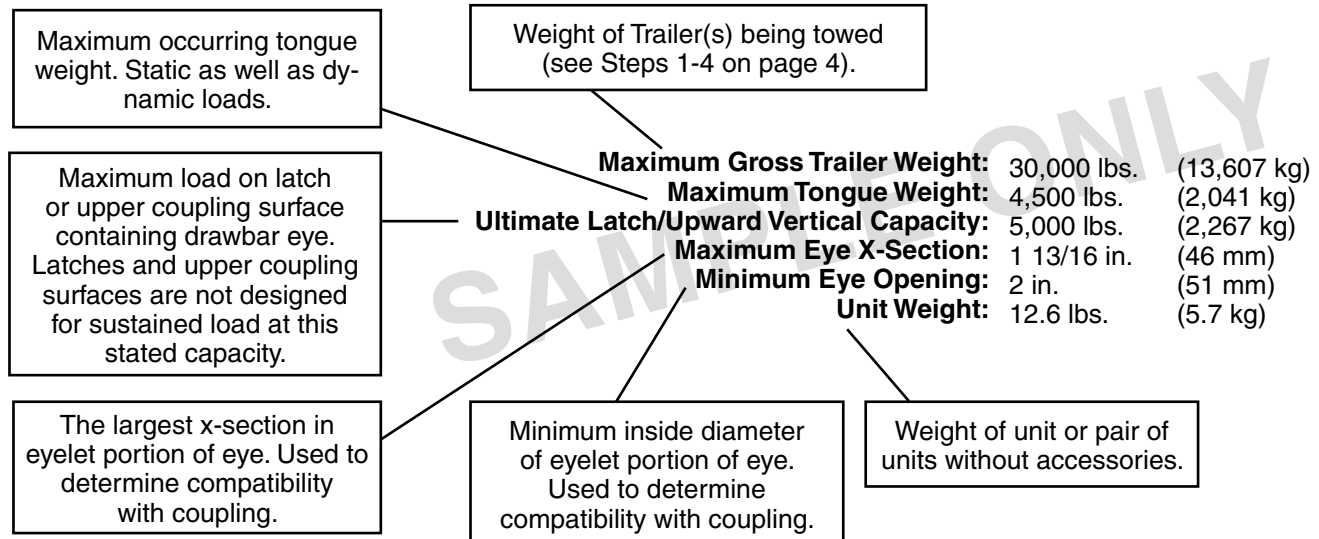 Maximum occurring tongue
weight. Static as well as dy-
namic loads.
Weight of Trailer(s) being towed
(see Steps 1-4 on page 4).
Maximum load on latch
or upper coupling surface
containing drawbar eye.
Latches and upper coupling
surfaces are not designed
for sustained load at this
stated capacity.
SAMPLE ONLY
Maximum Gross Trailer Weight: 30,000 lbs. (13,607 kg)
Maximum Tongue Weight: 4,500 lbs. (2,041 kg)
Ultimate Latch/Upward Vertical Capacity: 5,000 lbs. (2,267 kg)
Maximum Eye X-Section: 1 13/16 in. (46 mm)
Minimum Eye Opening: 2 in. (51 mm)
Unit Weight: 12.6 lbs. (5.7 kg)
The largest x-section in
eyelet portion of eye. Used to
determine compatibility
with coupling.
Minimum inside diameter
of eyelet portion of eye.
Used to determine
compatibility with coupling.
Weight of unit or pair of
units without accessories.